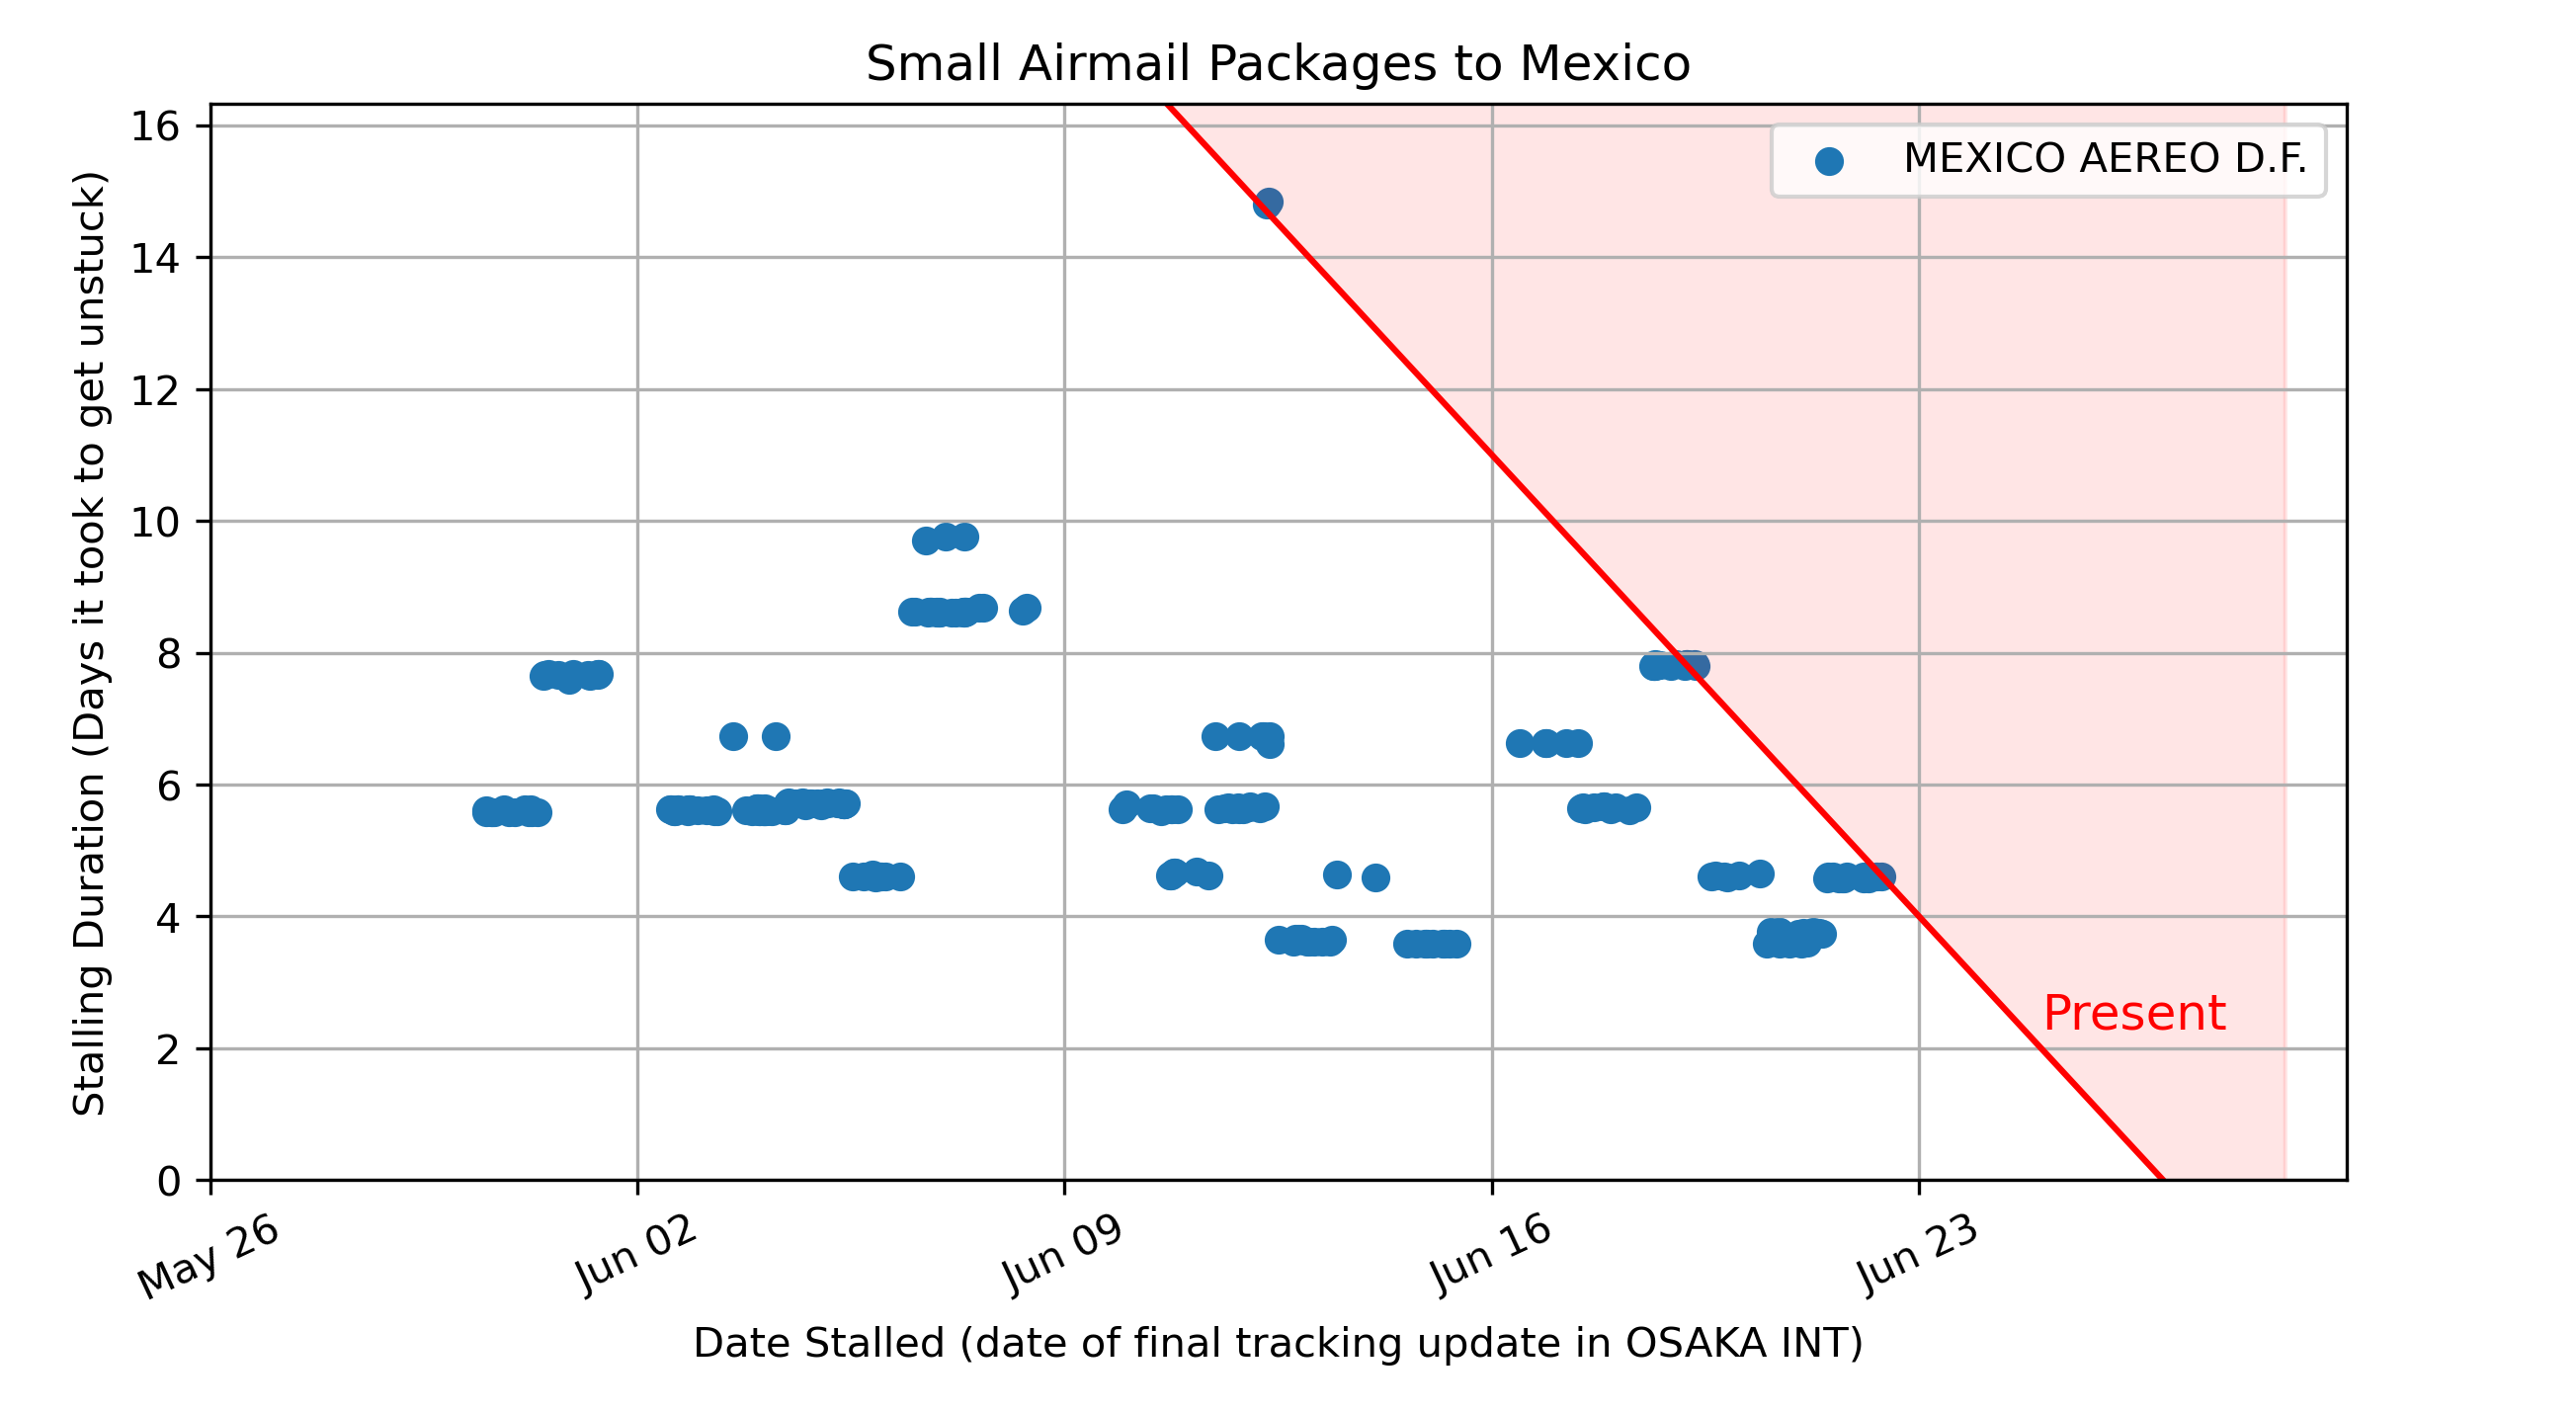 Small Airmail Packages to Mexico
Stalling Duration (Days it took to get unstuck)
16
14
12
10
8
6
4
2
0
MEXICO AEREO D.F.
Present
May 26
Jun 02
Jun 09
Jun 16
Jun 23
Date Stalled (date of final tracking update in OSAKA INT)